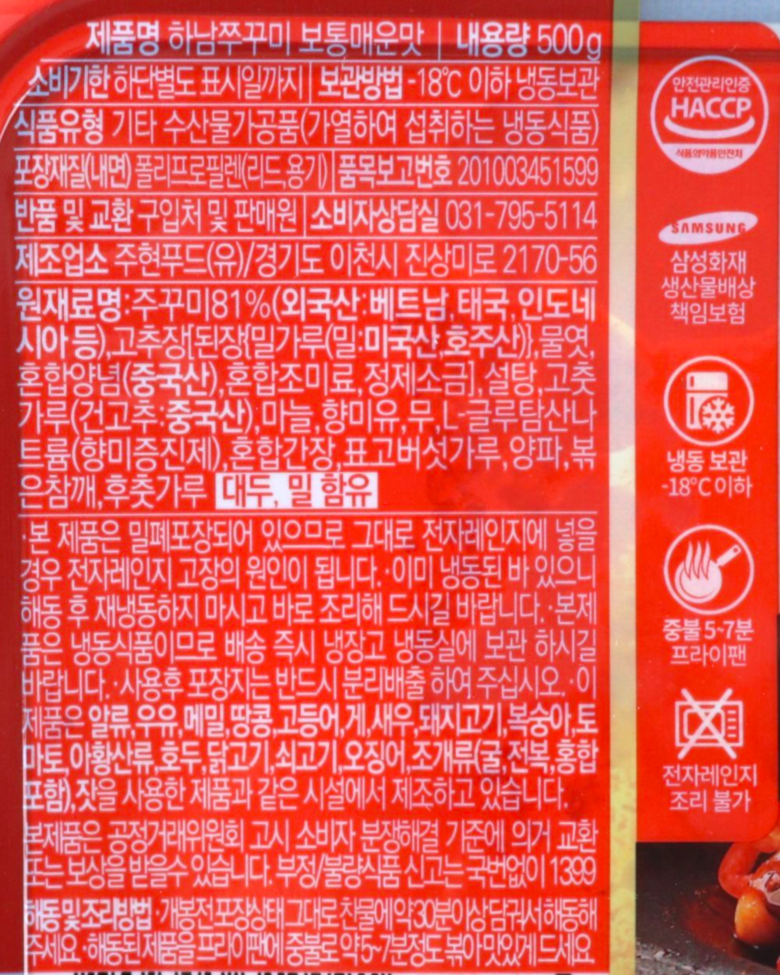 제품명 하남쭈꾸미 보통매운맛 | 내용량 500g
소비기한 하단별도 표시일까지 | 보관방법 -18℃ 이하 냉동보관
식품유형 기타 수산물가공품(가열하여 섭취하는 냉동식품)
포장재질(내면) 폴리프로필렌(리드,용기) | 품목보고번호 201003451599
반품 및 교환 구입처 및 판매원 | 소비자상담실 031-795-5114
제조업소 주현푸드(유)/경기도 이천시 진상미로 2170-56
원재료명:주꾸미81%(외국산:베트남,태국,인도네
시아 등),고추장[된장{밀가루(밀:미국산,호주산)},물엿,
혼합양념(중국산),혼합조미료,정제소금],설탕,고춧
가루(건고추:중국산),마늘,향미유,무,L-글루탐산나
트륨(향미증진제),혼합간장,표고버섯가루,양파,볶
은참깨,후춧가루 대두, 밀 함유
·본 제품은 밀폐포장되어 있으므로 그대로 전자레인지에 넣을
경우 전자레인지 고장의 원인이 됩니다. ·이미 냉동된 바 있으니
해동 후 재냉동하지 마시고 바로 조리해 드시길 바랍니다. ·본제
품은 냉동식품이므로 배송 즉시 냉장고 냉동실에 보관 하시길
바랍니다. ·사용후 포장지는 반드시 분리배출 하여 주십시오. ·이
제품은 알류,우유,메밀,땅콩,고등어,게,새우,돼지고기,복숭아,토
마토,아황산류,호두,닭고기,쇠고기,오징어,조개류(굴,전복,홍합
포함),잣을 사용한 제품과 같은 시설에서 제조하고 있습니다.
본제품은 공정거래위원회 고시 소비자 분쟁해결 기준에 의거 교환
또는 보상을 받을수 있습니다. 부정/불량식품 신고는 국번없이 1399
해동 및 조리방법 ·개봉전 포장상태 그대로 찬물에 약30분이상 담궈서 해동해
주세요. ·해동된 제품을 프라이팬에 중불로 약5~7분정도 볶아 맛있게 드세요.
안전관리인증
HACCP
식품의약품안전처
SAMSUNG
삼성화재
생산물배상
책임보험
냉동 보관
-18℃ 이하
중불 5~7분
프라이팬
전자레인지
조리 불가